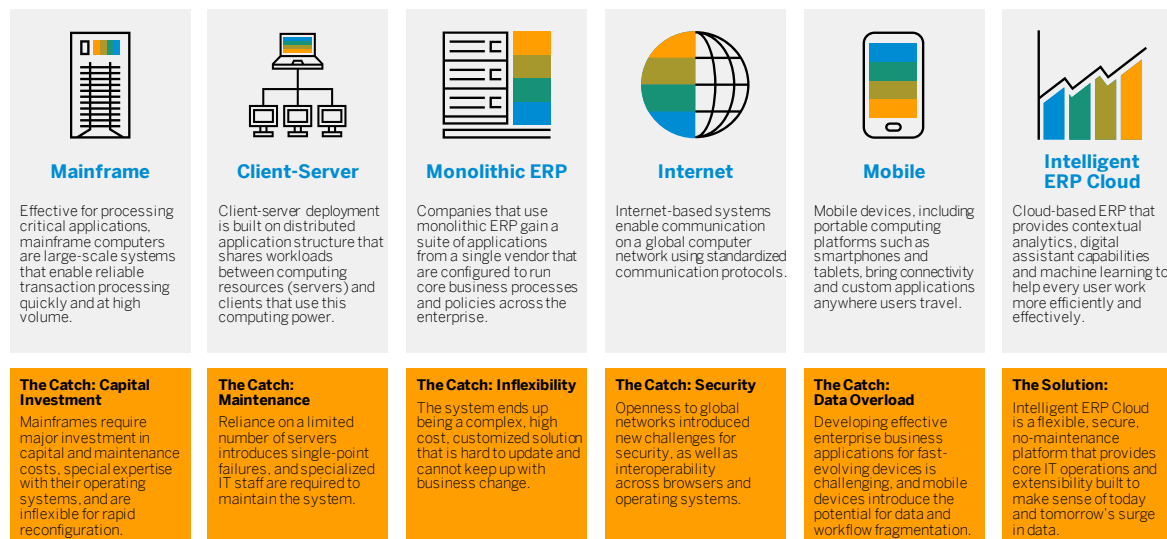 Mainframe
Effective for processing
critical applications,
mainframe computers
are large-scale systems
that enable reliable
transaction processing
quickly and at high
volume.
The Catch: Capital
Investment
Mainframes require
major investment in
capital and maintenance
costs, special expertise
with their operating
systems, and are
inflexible for rapid
reconfiguration.
Client-Server
Client-server deployment
is built on distributed
application structure that
shares workloads
between computing
resources (servers) and
clients that use this
computing power.
The Catch:
Maintenance
Reliance on a limited
number of servers
introduces single-point
failures, and specialized
IT staff are required to
maintain the system.
Monolithic ERP
Companies that use
monolithic ERP gain a
suite of applications
from a single vendor that
are configured to run
core business processes
and policies across the
enterprise.
The Catch: Inflexibility
The system ends up
being a complex, high
cost, customized solution
that is hard to update and
cannot keep up with
business change.
Internet
Internet-based systems
enable communication
on a global computer
network using standardized
communication protocols.
The Catch: Security
Openness to global
networks introduced
new challenges for
security, as well as
interoperability
across browsers and
operating systems.
Mobile
Mobile devices, including
portable computing
platforms such as
smartphones and
tablets, bring connectivity
and custom applications
anywhere users travel.
The Catch:
Data Overload
Developing effective
enterprise business
applications for fast-
evolving devices is
challenging, and mobile
devices introduce the
potential for data and
workflow fragmentation.
Intelligent
ERP Cloud
Cloud-based ERP that
provides contextual
analytics, digital
assistant capabilities
and machine learning to
help every user work
more efficiently and
effectively.
The Solution:
Intelligent ERP Cloud
is a flexible, secure,
no-maintenance
platform that provides
core IT operations and
extensibility built to
make sense of today
and tomorrow's surge
in data.